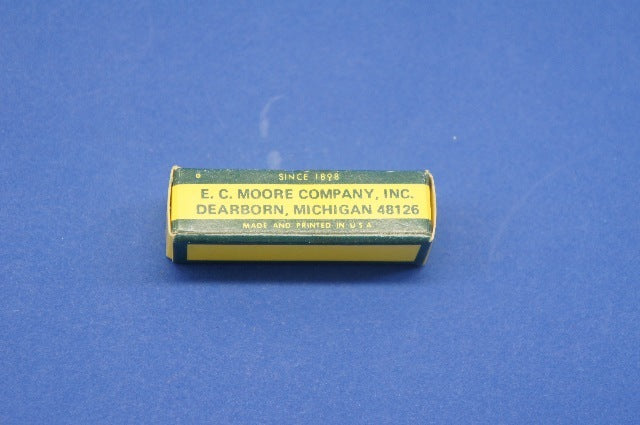 SINCE 1898
E. C. MOORE COMPANY, INC.
DEARBORN, MICHIGAN 48126
MADE AND PRINTED IN U S A